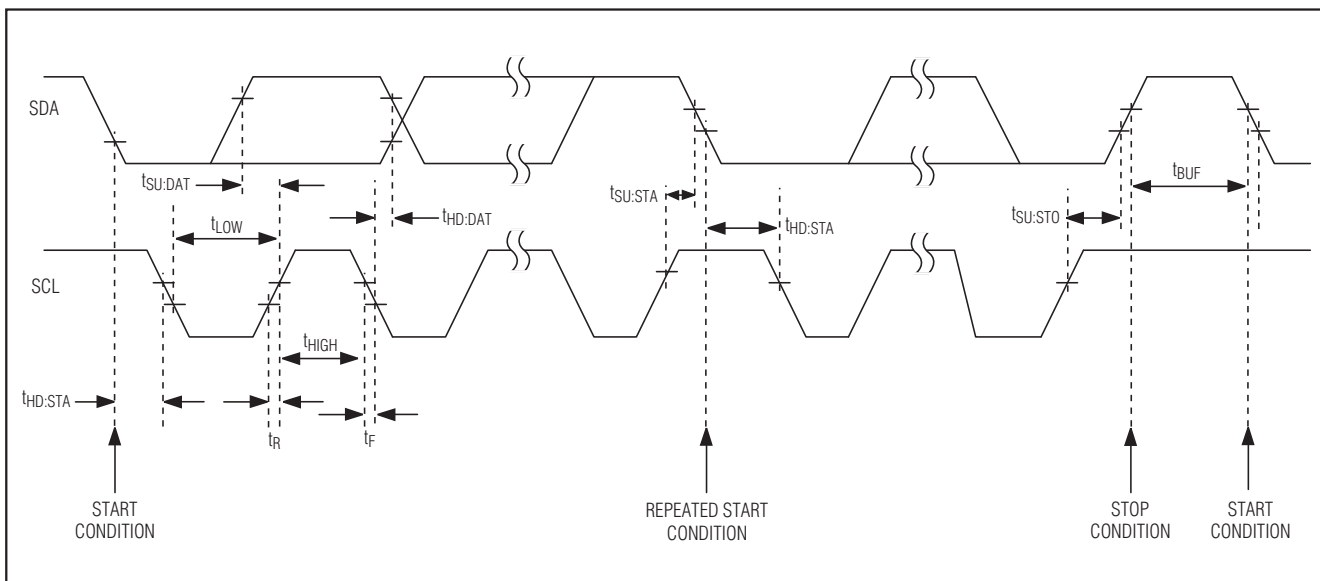 SDA
tSU:DAT
tHD:DAT
tLOW
tSU:STA
tHD:STA
tSU:STO
tBUF
SCL
tHIGH
tHD:STA
tR
tF
START
CONDITION
REPEATED START
CONDITION
STOP
CONDITION
START
CONDITION